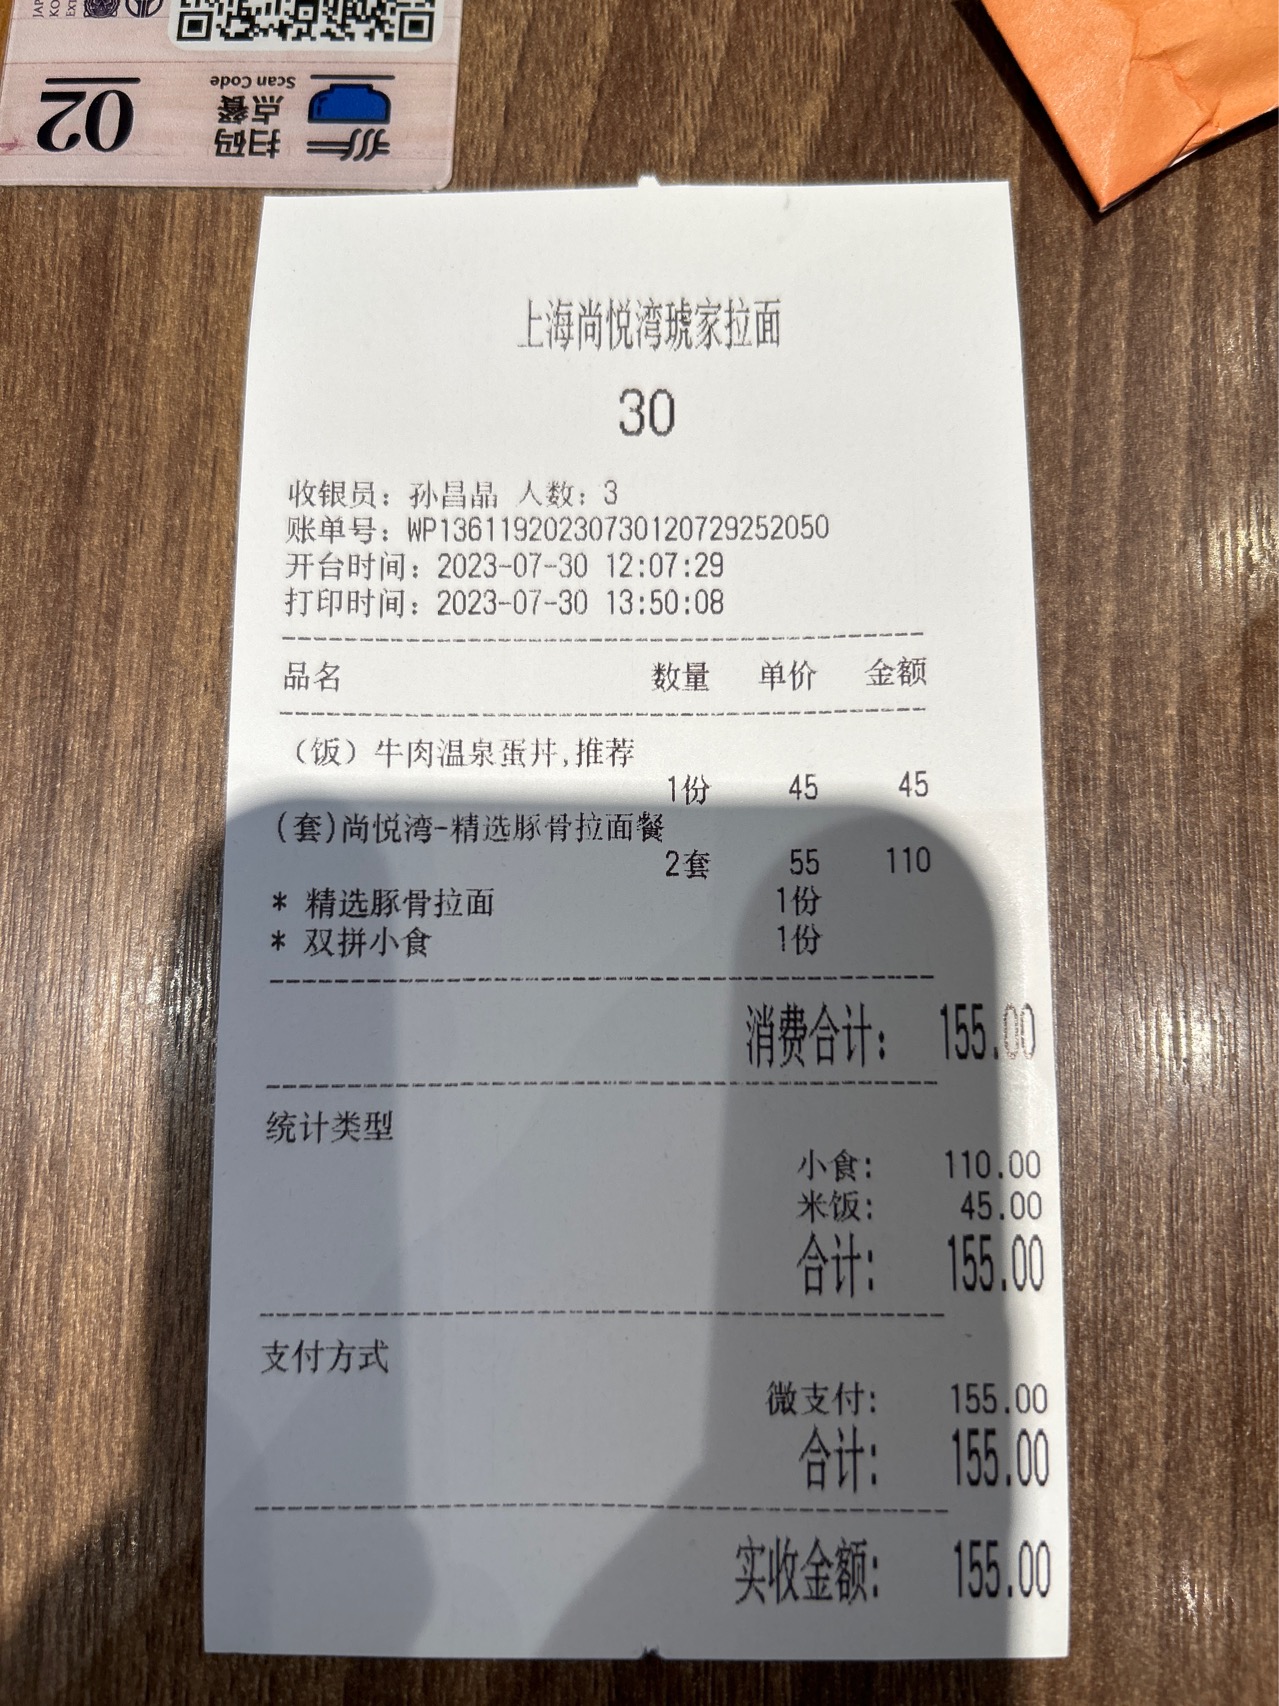 02
扫码
点餐
Scan Code
上海尚悦湾琥家拉面
30
收银员：孙昌晶 人数：3
账单号：WP13611920230730120729252050
开台时间：2023-07-30 12:07:29
打印时间：2023-07-30 13:50:08
品名 数量 单价 金额
（饭）牛肉温泉蛋丼,推荐
1份 45 45
(套)尚悦湾-精选豚骨拉面餐
2套 55 110
* 精选豚骨拉面 1份
* 双拼小食 1份
消费合计： 155.00
统计类型
小食: 110.00
米饭: 45.00
合计: 155.00
支付方式
微支付: 155.00
合计: 155.00
实收金额: 155.00